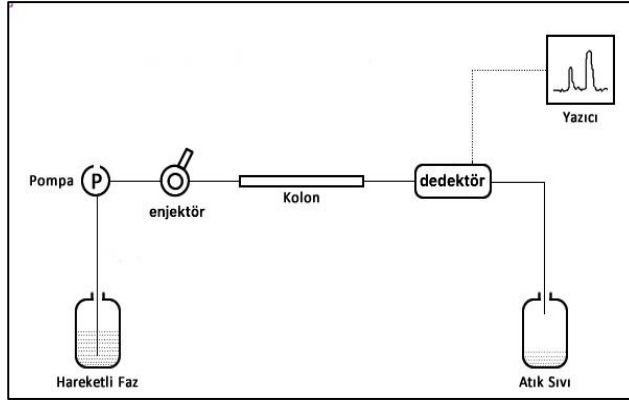 Yazıcı
Pompa
P
enjektör
Kolon
dedektör
Hareketli Faz
Atık Sıvı